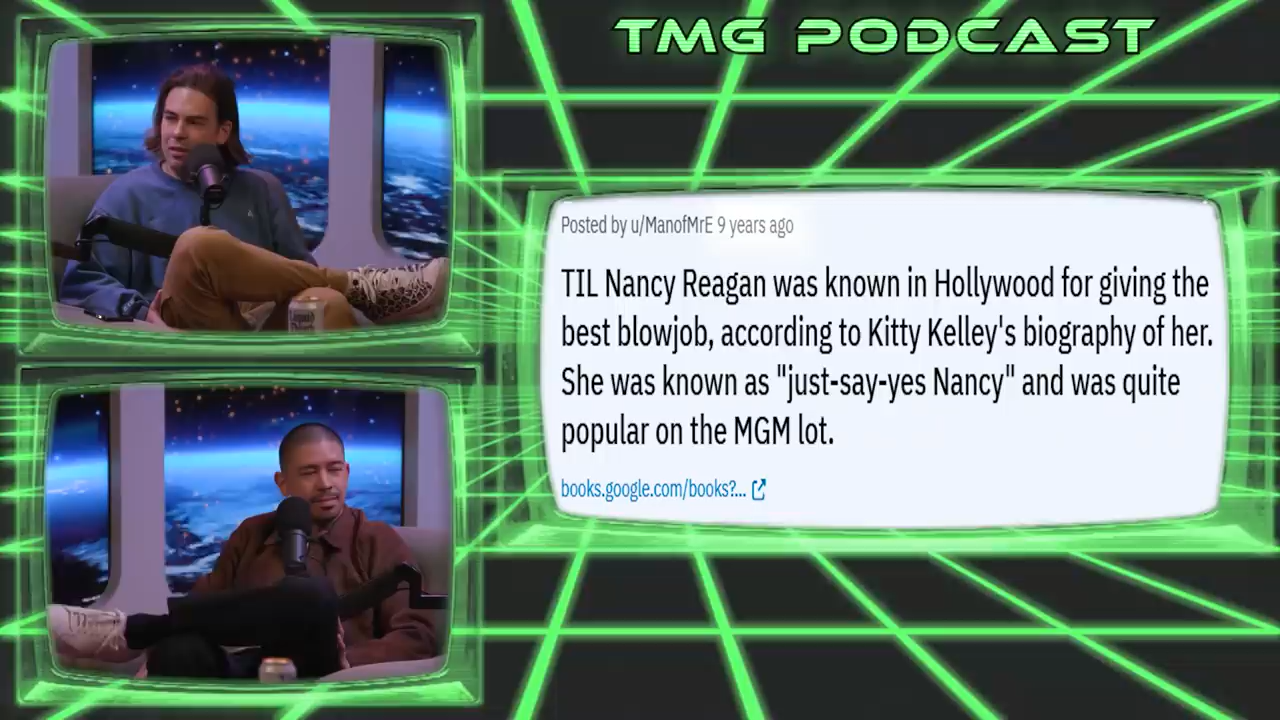 TMG PODCAST
Posted by u/ManofMrE 9 years ago
TIL Nancy Reagan was known in Hollywood for giving the
best blowjob, according to Kitty Kelley's biography of her.
She was known as "just-say-yes Nancy" and was quite
popular on the MGM lot.
books.google.com/books?...